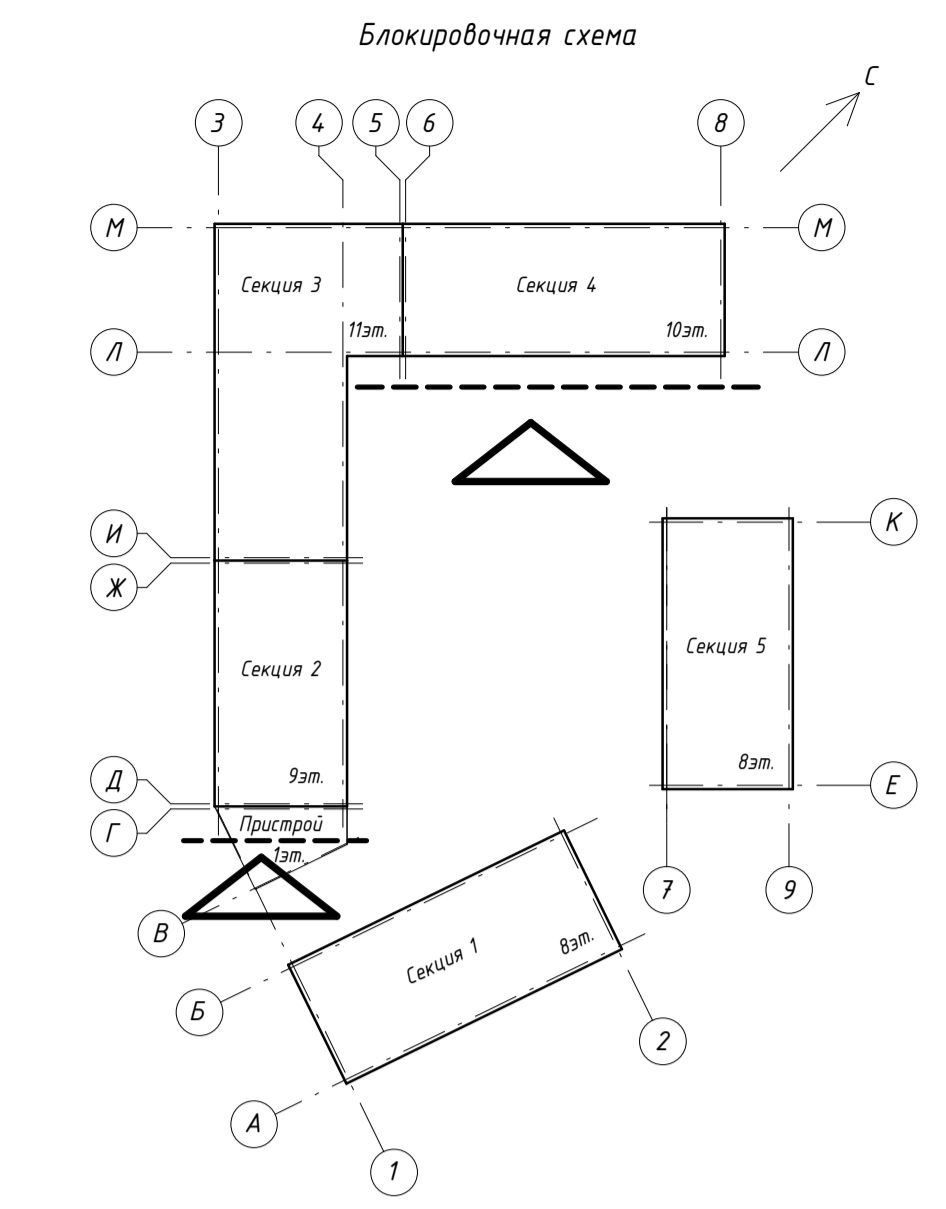 Блокировочная схема
С
3 4 5 6 8
М М
Секция 3 Секция 4
11эт. 10эт.
Л Л
И К
Ж
Секция 2 Секция 5
9эт. 8эт.
Д Е
Г
Пристрой
1эт.
7 9
В
Секция 1 8эт.
Б
2
А
1